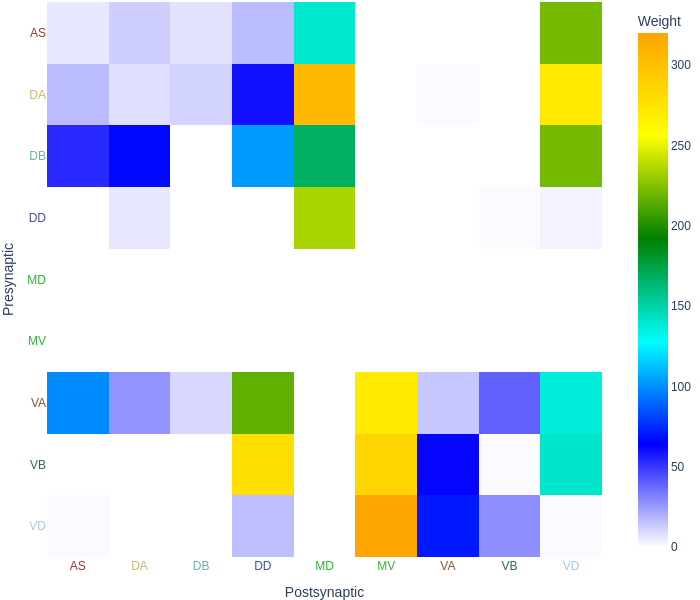 Weight
AS
DA
DB
DD
MD
MV
VA
VB
VD
Presynaptic
AS DA DB DD MD MV VA VB VD
Postsynaptic
300
250
200
150
100
50
0